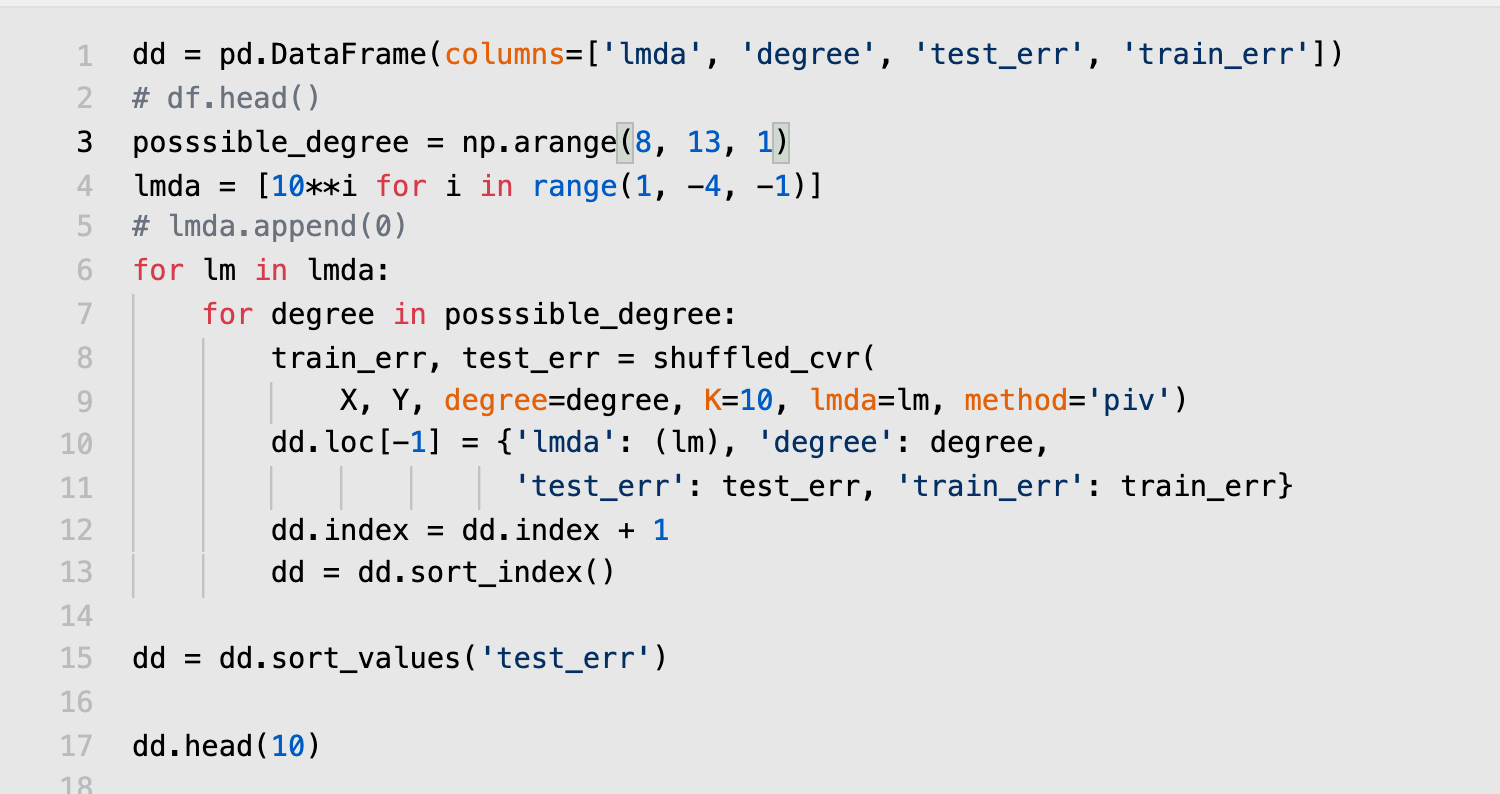 1 dd = pd.DataFrame(columns=['lmda', 'degree', 'test_err', 'train_err'])
2 # df.head()
3 posssible_degree = np.arange(8, 13, 1)
4 lmda = [10**i for i in range(1, -4, -1)]
5 # lmda.append(0)
6 for lm in lmda:
7     for degree in posssible_degree:
8         train_err, test_err = shuffled_cvr(
9             X, Y, degree=degree, K=10, lmda=lm, method='piv')
10         dd.loc[-1] = {'lmda': (lm), 'degree': degree,
11                       'test_err': test_err, 'train_err': train_err}
12         dd.index = dd.index + 1
13         dd = dd.sort_index()
14
15 dd = dd.sort_values('test_err')
16
17 dd.head(10)
18